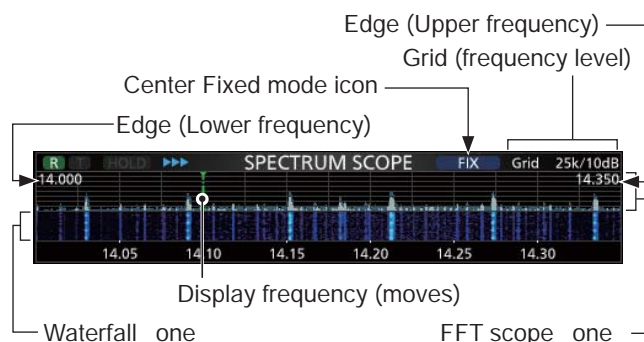 Edge (Upper frequency)
Grid (frequency level)
Center Fixed mode icon
Edge (Lower frequency)
R T HOLD SPECTRUM SCOPE FIX Grid 25k/10dB
14.000 14.350
14.05 14.10 14.15 14.20 14.25 14.30
Display frequency (moves)
Waterfall one FFT scope one